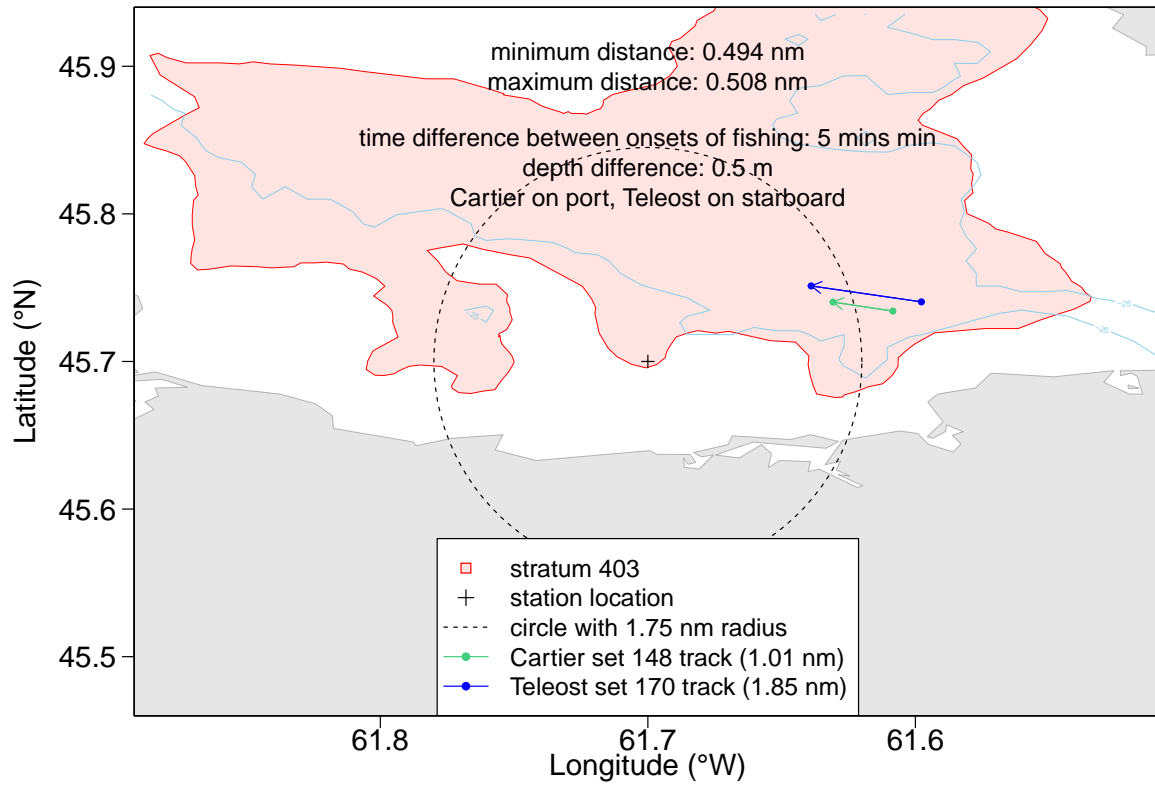 minimum distance: 0.494 nm
maximum distance: 0.508 nm
time difference between onsets of fishing: 5 mins min
depth difference: 0.5 m
Cartier on port, Teleost on starboard
45.9
45.8
45.7
45.6
45.5
Latitude (°N)
−25
−25
−25
stratum 403
station location
circle with 1.75 nm radius
Cartier set 148 track (1.01 nm)
Teleost set 170 track (1.85 nm)
61.8
61.7
61.6
Longitude (°W)